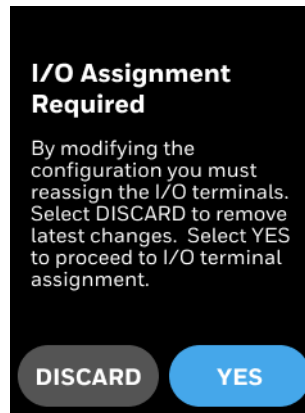 I/O Assignment
Required
By modifying the
configuration you must
reassign the I/O terminals.
Select DISCARD to remove
latest changes.  Select YES
to proceed to I/O terminal
assignment.
DISCARD
YES